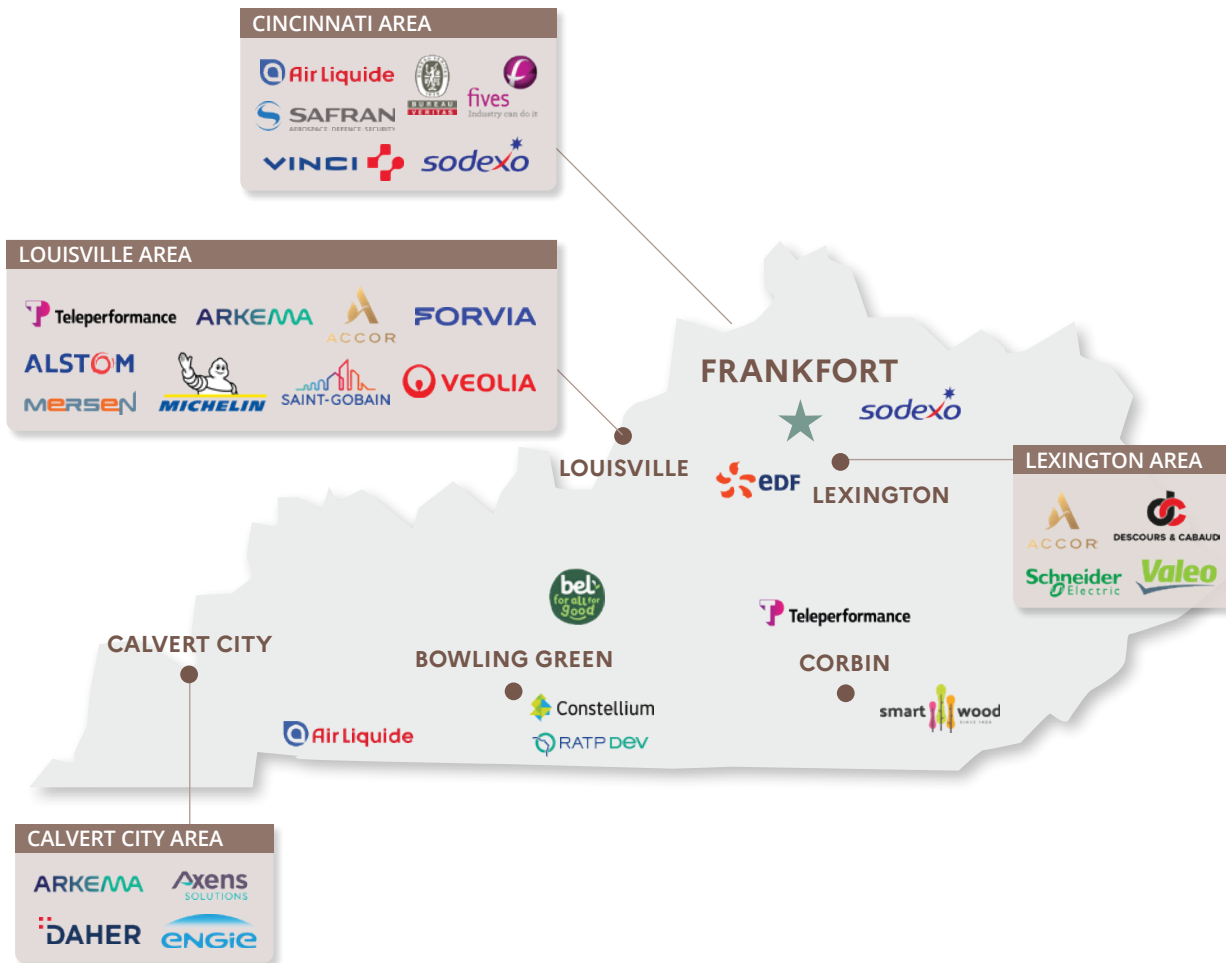 CINCINNATI AREA
Air Liquide
BUREAU
VERITAS
fives
Industry can do it
SAFRAN
AEROSPACE DEFENCE SECURITY
VINCI
sodexo
LOUISVILLE AREA
Teleperformance
ARKEMA
ACCOR
FORVIA
ALSTOM
MERSEN
MICHELIN
SAINT-GOBAIN
VEOLIA
FRANKFORT
sodexo
LOUISVILLE
eDF
LEXINGTON
LEXINGTON AREA
ACCOR
DESCOURS & CABAUD
Schneider
Electric
Valeo
bel
for all for
good
Teleperformance
CALVERT CITY
BOWLING GREEN
CORBIN
Constellium
smart wood
Air Liquide
RATP DEV
CALVERT CITY AREA
ARKEMA
Axens
SOLUTIONS
DAHER
ENGIE